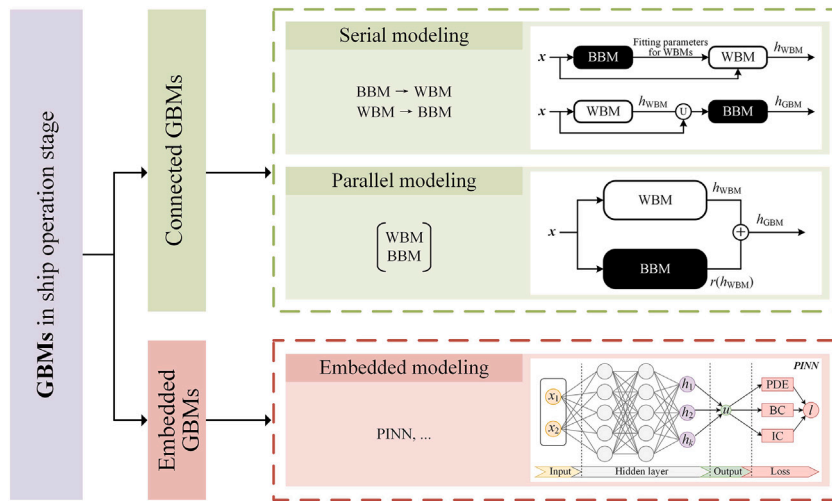 GBMs in ship operation stage
Connected GBMs
Embedded
GBMs
Serial modeling
BBM → WBM
WBM → BBM
x
BBM
Fitting parameters
for WBMs
WBM
hWBM
x
WBM
hWBM
U
BBM
hGBM
Parallel modeling
WBM
BBM
x
WBM
hWBM
+
hGBM
BBM
r(hWBM)
Embedded modeling
PINN, ...
PINN
x1
x2
h1
h2
hk
u
PDE
BC
IC
l
Input
Hidden layer
Output
Loss